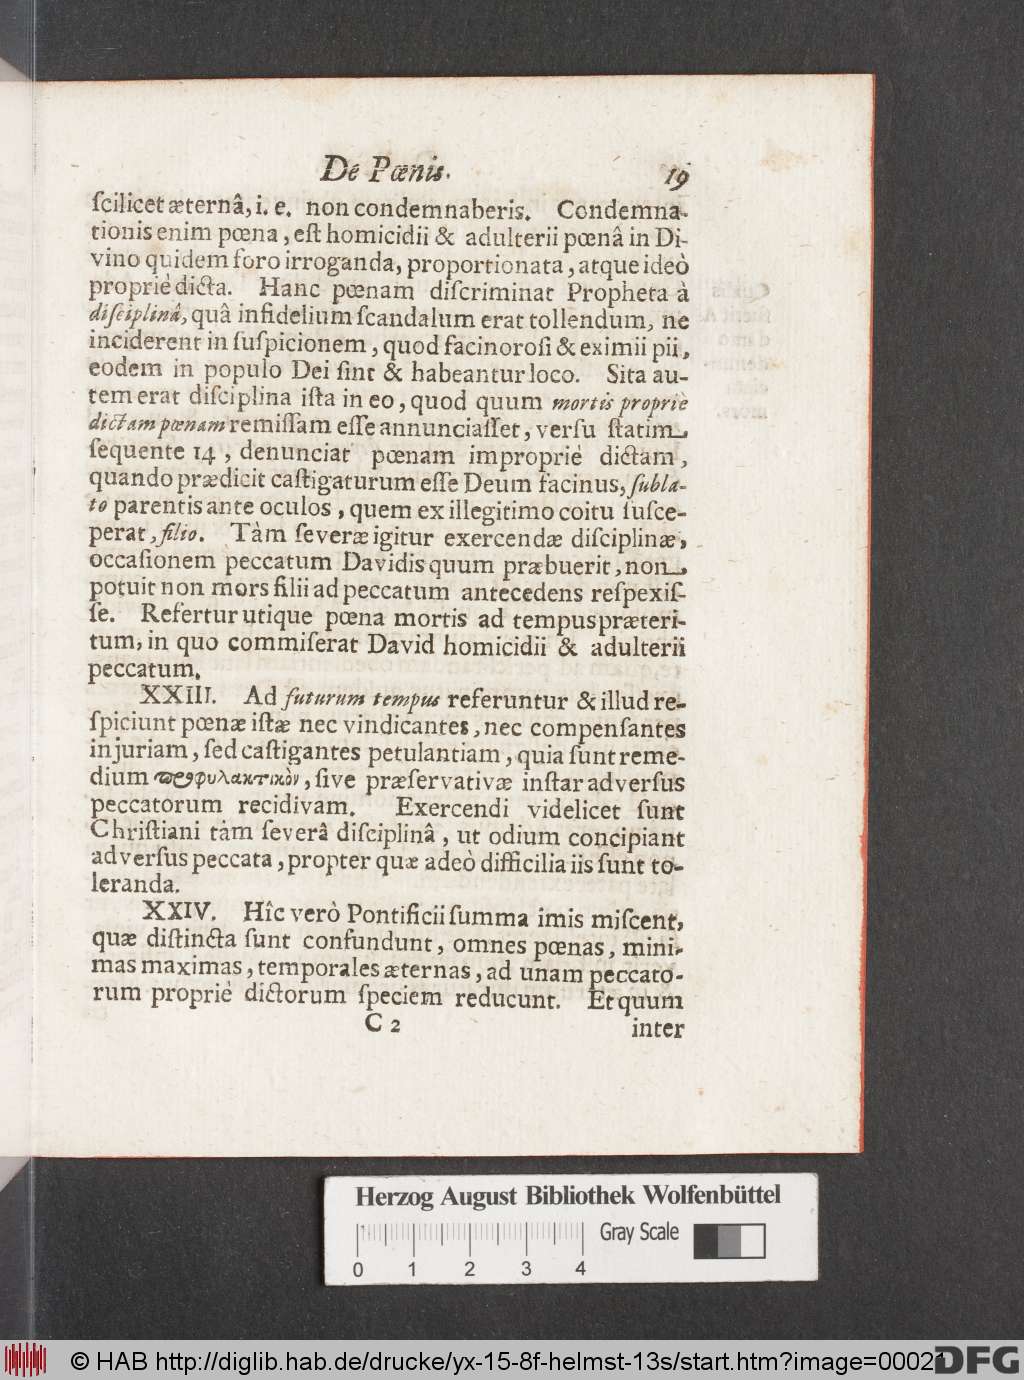 De Pœnis.
19
ſcilicet æternâ, i. e. non condemnaberis. Condemna-
tionis enim pœna, eſt homicidii & adulterii pœnâ in Di-
vino quidem foro irroganda, proportionata, atque ideò
propriè dicta. Hanc pœnam diſcriminat Propheta à
diſciplinâ, quâ infidelium ſcandalum erat tollendum, ne
inciderent in ſuſpicionem, quod facinoroſi & eximii pii,
eodem in populo Dei ſint & habeantur loco. Sita au-
tem erat diſciplina iſta in eo, quod quum mortis propriè
dictam pœnam remiſſam eſſe annunciaſſet, verſu ſtatim
ſequente 14, denunciat pœnam impropriè dictam,
quando prædicit caſtigaturum eſſe Deum facinus, ſubla-
to parentis ante oculos, quem ex illegitimo coitu ſuſce-
perat, filio. Tàm ſeveræ igitur exercendæ diſciplinæ,
occaſionem peccatum Davidis quum præbuerit, non
potuit non mors filii ad peccatum antecedens reſpexiſ-
ſe. Refertur utique pœna mortis ad tempus præteri-
tum, in quo commiſerat David homicidii & adulterii
peccatum.
XXIII. Ad futurum tempus referuntur & illud re-
ſpiciunt pœnæ iſtæ nec vindicantes, nec compenſantes
injuriam, ſed caſtigantes petulantiam, quia ſunt reme-
dium προφυλακτικὸν, ſive præſervativæ inſtar adverſus
peccatorum recidivam. Exercendi videlicet ſunt
Chriſtiani tàm ſeverâ diſciplinâ, ut odium concipiant
adverſus peccata, propter quæ adeò difficilia iis ſunt to-
leranda.
XXIV. Hîc verò Pontificii ſumma imis miſcent,
quæ diſtincta ſunt confundunt, omnes pœnas, mini-
mas maximas, temporales æternas, ad unam peccato-
rum propriè dictorum ſpeciem reducunt. Et quum
C 2
inter
Herzog August Bibliothek Wolfenbüttel
Gray Scale
0 1 2 3 4
© HAB http://diglib.hab.de/drucke/yx-15-8f-helmst-13s/start.htm?image=00021
DFG